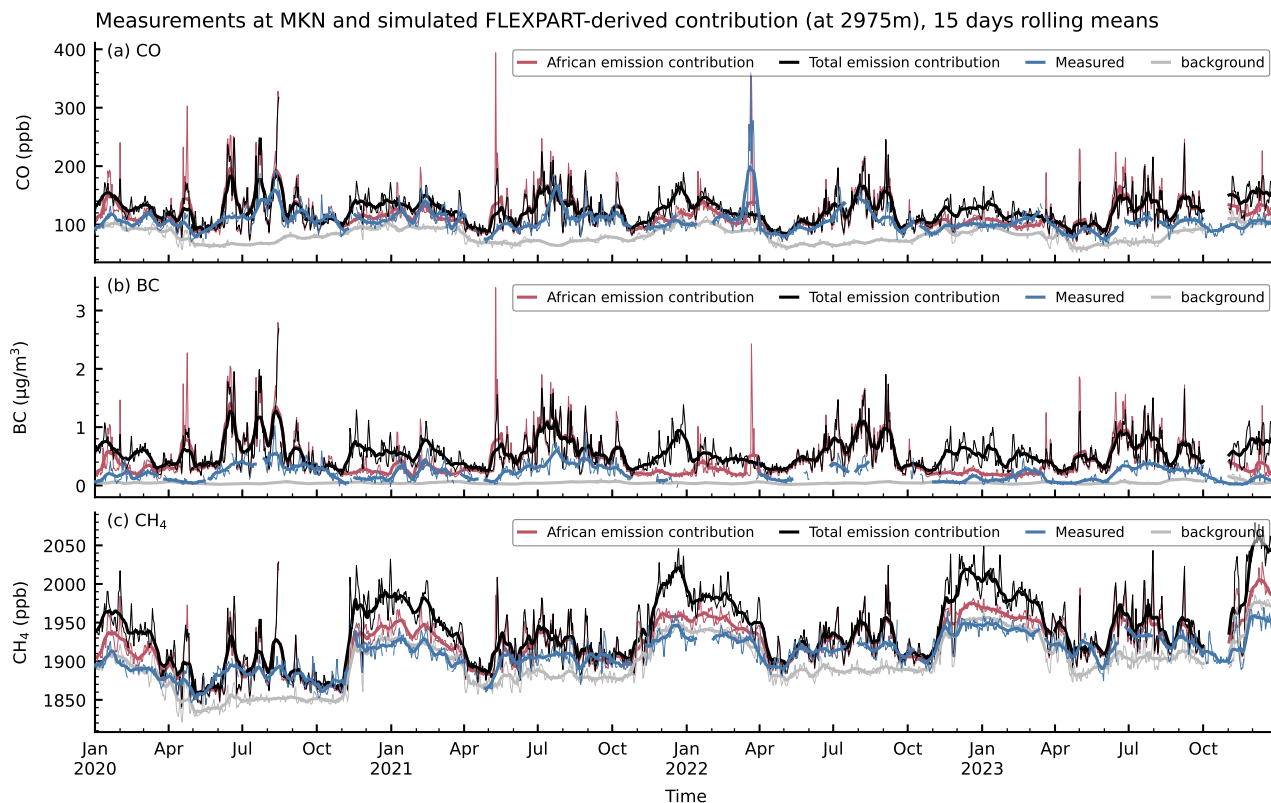 Measurements at MKN and simulated FLEXPART-derived contribution (at 2975m), 15 days rolling means
(a) CO
African emission contribution Total emission contribution Measured background
CO (ppb)
400
300
200
100
(b) BC
African emission contribution Total emission contribution Measured background
BC (µg/m³)
3
2
1
0
(c) CH₄
African emission contribution Total emission contribution Measured background
CH₄ (ppb)
2050
2000
1950
1900
1850
Jan Apr Jul Oct Jan Apr Jul Oct Jan Apr Jul Oct Jan Apr Jul Oct
2020 2021 2022 2023
Time